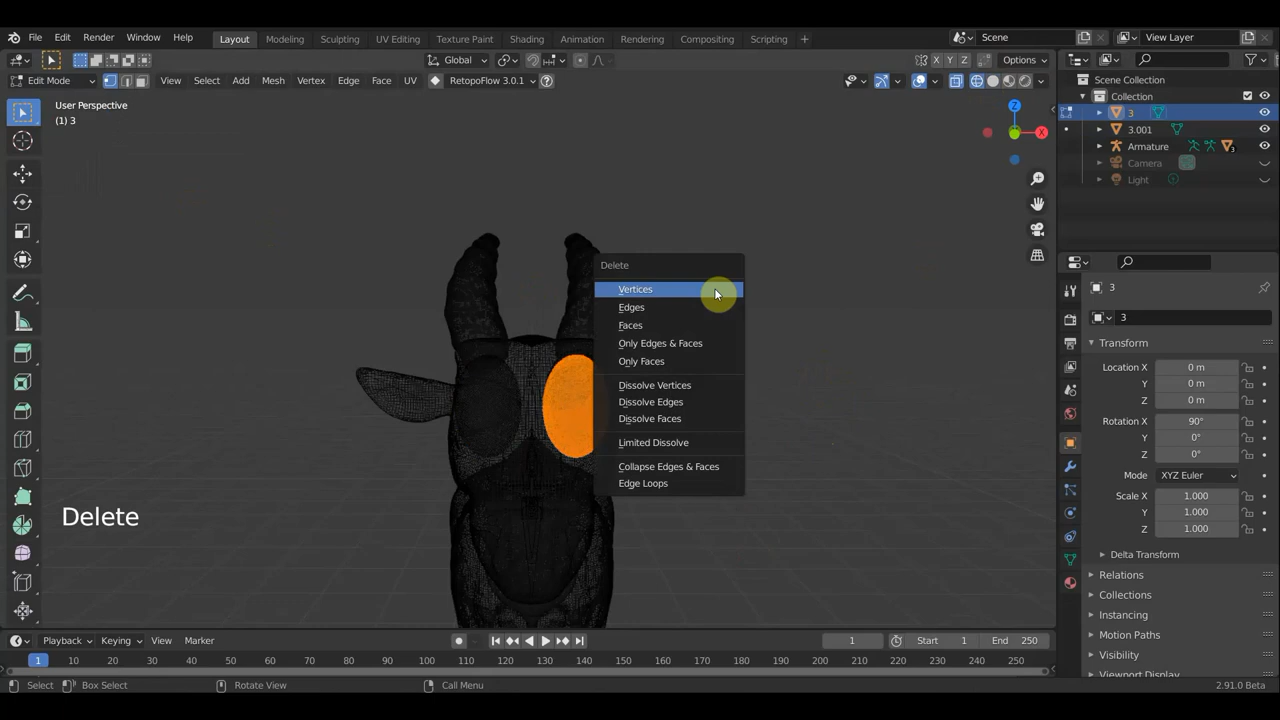 File Edit Render Window Help Layout Modeling Sculpting UV Editing Texture Paint Shading Animation Rendering Compositing Scripting + Scene View Layer
Global Options
X Y Z
Edit Mode View Select Add Mesh Vertex Edge Face UV RetopoFlow 3.0.1
User Perspective
(1) 3
Z
X
Scene Collection
Collection
3
3.001
Armature 3
Camera
Light
Delete
Vertices
Edges
Faces
Only Edges & Faces
Only Faces
Dissolve Vertices
Dissolve Edges
Dissolve Faces
Limited Dissolve
Collapse Edges & Faces
Edge Loops
Delete
3
3
Transform
Location X 0 m
Y 0 m
Z 0 m
Rotation X 90°
Y 0°
Z 0°
Mode XYZ Euler
Scale X 1.000
Y 1.000
Z 1.000
Delta Transform
Relations
Collections
Instancing
Motion Paths
Visibility
Viewport Display
Playback Keying View Marker 1 Start 1 End 250
1 10 20 30 40 50 60 70 80 90 100 110 120 130 140 150 160 170 180 190 200 210 220 230 240 250
Select Box Select Rotate View Call Menu 2.91.0 Beta